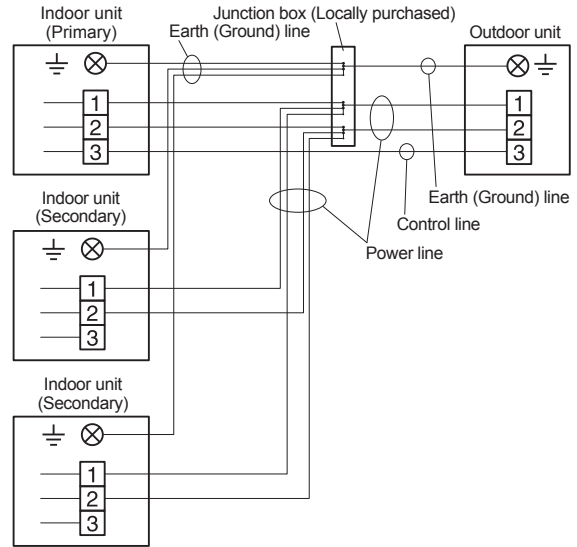 Indoor unit
(Primary)
Earth (Ground) line
Junction box (Locally purchased)
Outdoor unit
1
2
3
1
2
3
Earth (Ground) line
Control line
Power line
Indoor unit
(Secondary)
1
2
3
Indoor unit
(Secondary)
1
2
3